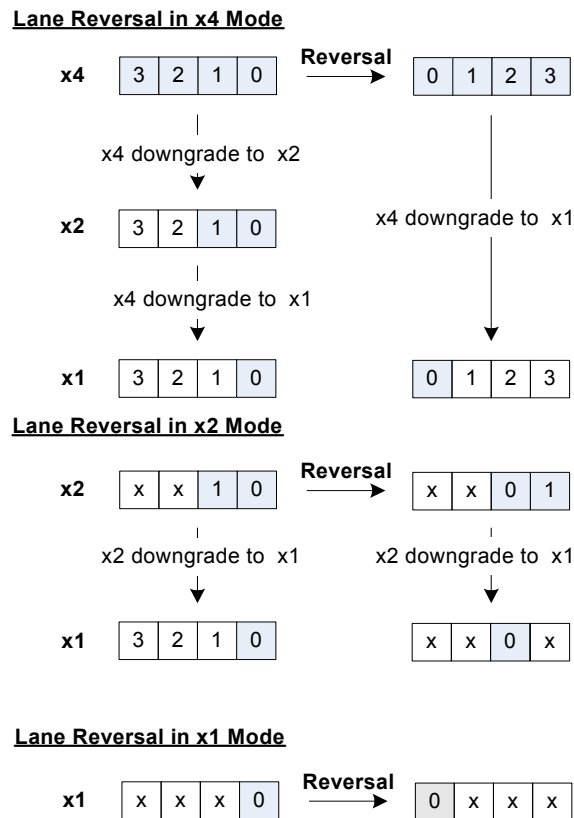 Lane Reversal in x4 Mode
x4 3 2 1 0 Reversal 0 1 2 3
x4 downgrade to x2
x2 3 2 1 0
x4 downgrade to x1
x4 downgrade to x1
x1 3 2 1 0 0 1 2 3
Lane Reversal in x2 Mode
x2 x x 1 0 Reversal x x 0 1
x2 downgrade to x1 x2 downgrade to x1
x1 3 2 1 0 x x 0 x
Lane Reversal in x1 Mode
x1 x x x 0 Reversal 0 x x x